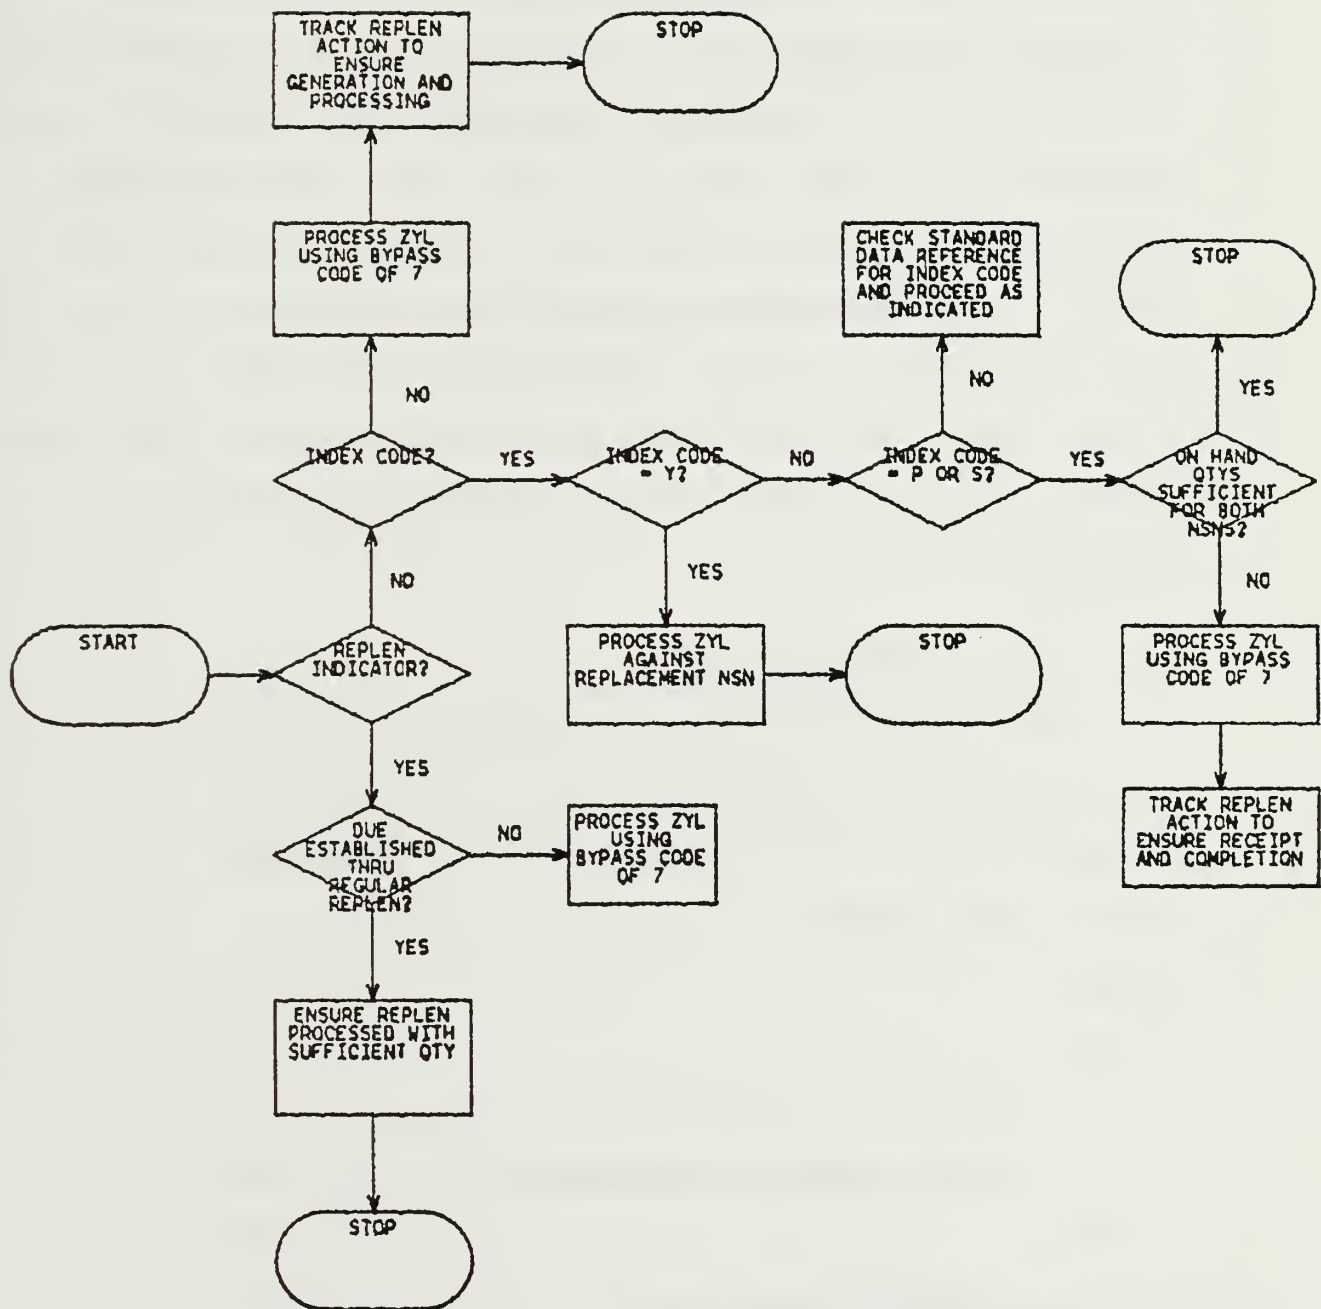 TRACK REPLEN
ACTION TO
ENSURE
GENERATION AND
PROCESSING
STOP
PROCESS ZYL
USING BYPASS
CODE OF 7
CHECK STANDARD
DATA REFERENCE
FOR INDEX CODE
AND PROCEED AS
INDICATED
STOP
NO
NO
YES
INDEX CODE?
YES
INDEX CODE
= Y?
NO
INDEX CODE
= P OR S?
YES
ON HAND
QTYS
SUFFICIENT
FOR BOTH
NSNS?
NO
YES
NO
START
REPLEN
INDICATOR?
PROCESS ZYL
AGAINST
REPLACEMENT NSN
STOP
PROCESS ZYL
USING BYPASS
CODE OF 7
YES
DUE
ESTABLISHED
THRU
REGULAR
REPLEN?
NO
PROCESS ZYL
USING
BYPASS CODE
OF 7
TRACK REPLEN
ACTION TO
ENSURE RECEIPT
AND COMPLETION
YES
ENSURE REPLEN
PROCESSED WITH
SUFFICIENT QTY
STOP